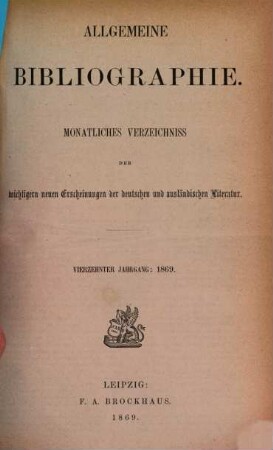 ALLGEMEINE
BIBLIOGRAPHIE.
MONATLICHES VERZEICHNISS
DER
wichtigern neuen Erscheinungen der deutschen und ausländischen Literatur.
VIERZEHNTER JAHRGANG: 1869.
LEIPZIG:
F. A. BROCKHAUS.
1869.